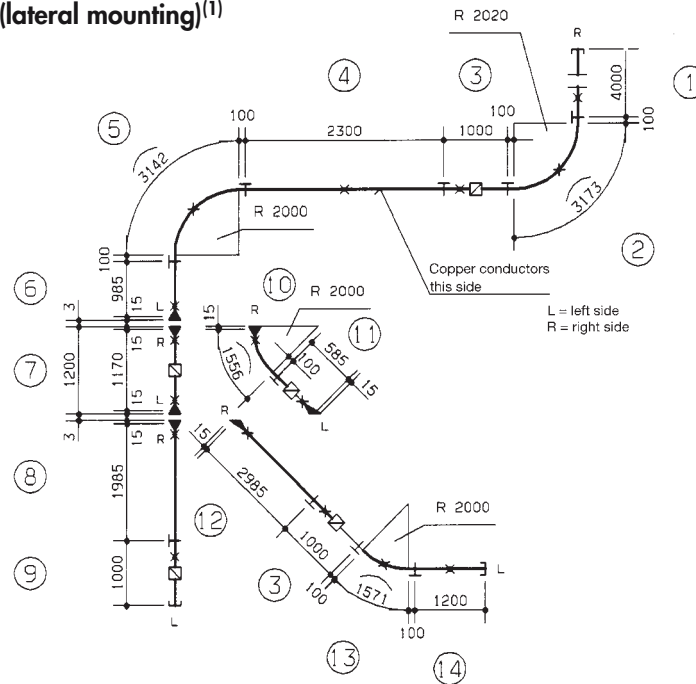 (lateral mounting)(1)
R 2020
R
④
③
①
4000
100
⑤
100
2300
1000
100
3142
3173
R 2000
②
100
Copper conductors
this side
L = left side
R = right side
⑥
985
3
15
L
⑩
R 2000
R
15
⑪
15
R
⑦
1200
1170
1556
100
585
15
15
L
L
3
15
R
R
15
⑧
1985
2985
⑫
R 2000
⑨
1000
1000
③
100
1571
L
L
100
1200
⑬
⑭